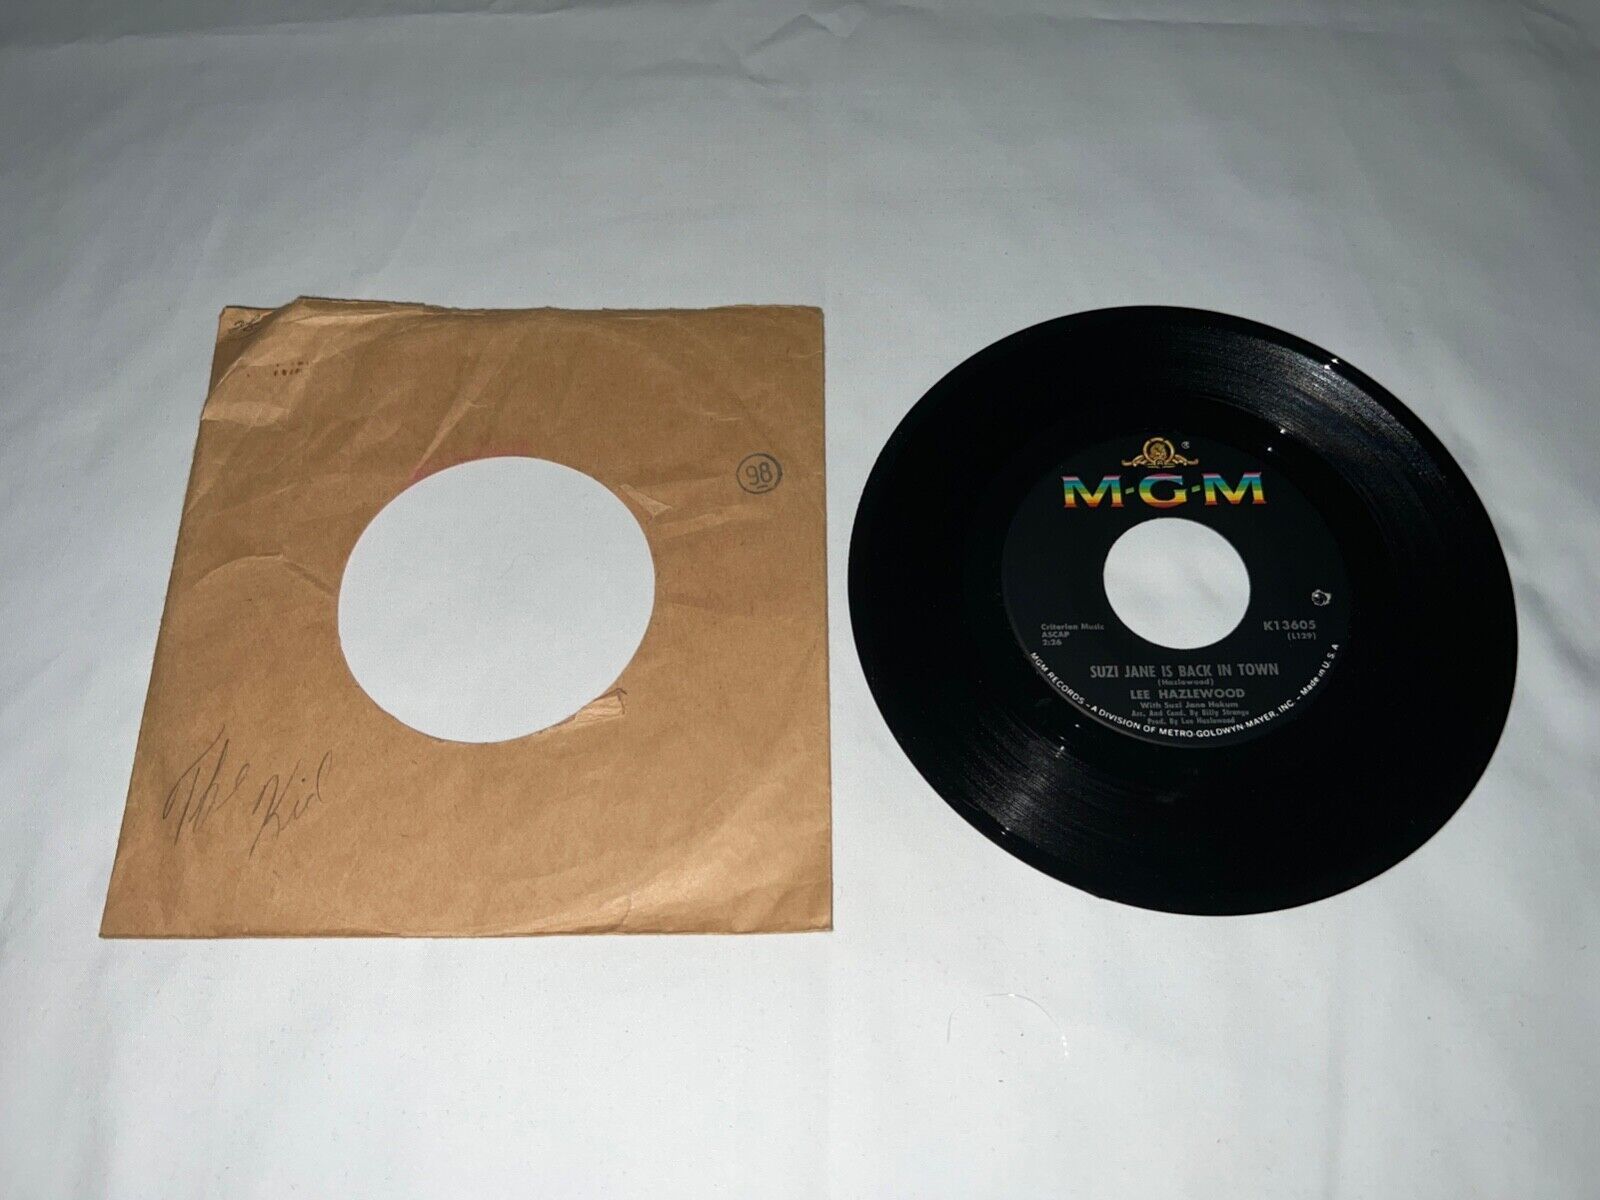 98
The Kid
®
M-G-M
Criterion Music
ASCAP
2:26
K13605
(L129)
SUZI JANE IS BACK IN TOWN
(Hazlewood)
LEE HAZLEWOOD
With Suzi Jane Hokum
Arr. And Cond. By Billy Strange
Prod. By Lee Hazlewood
MGM RECORDS - A DIVISION OF METRO-GOLDWYN-MAYER, INC. - Made in U.S.A